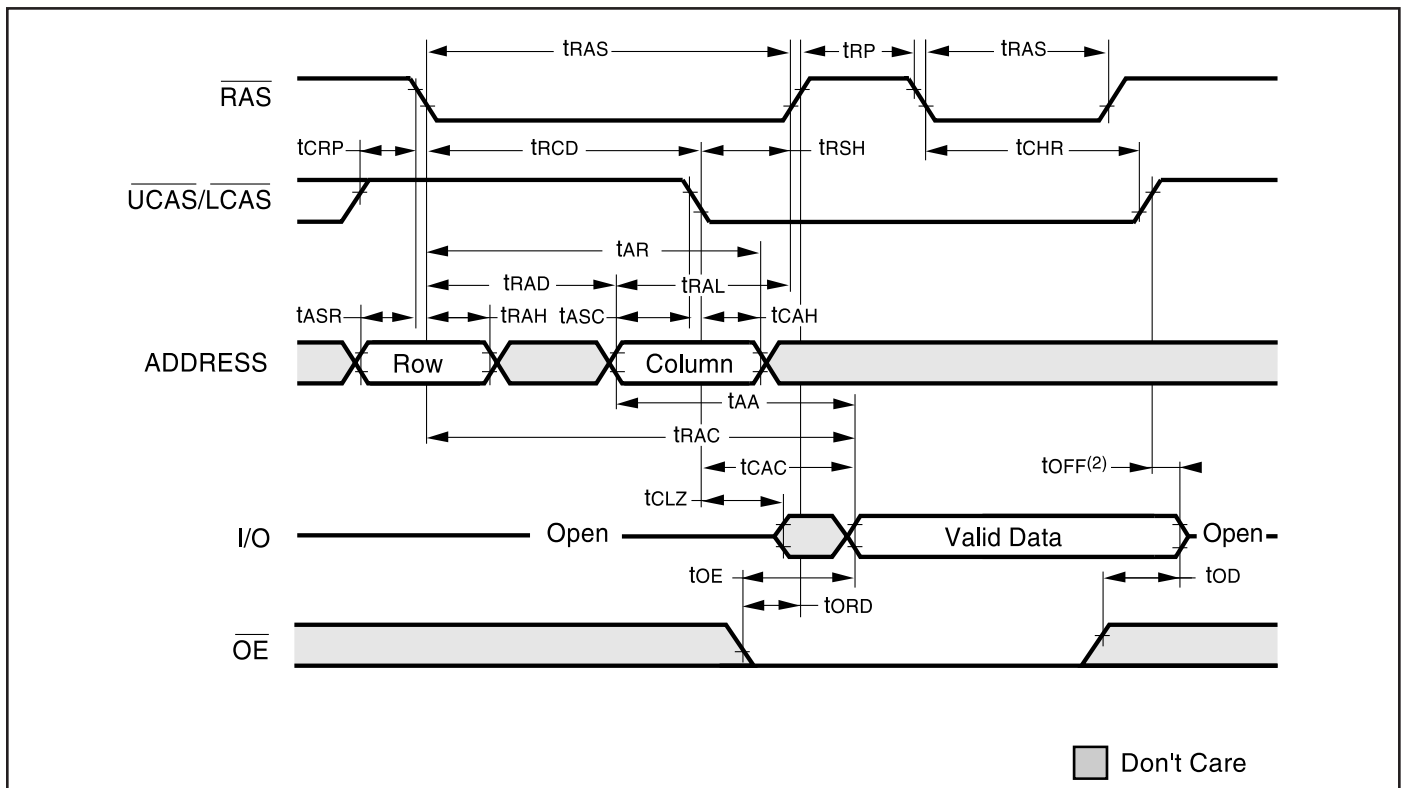 tRAS tRP tRAS
RAS
tCRP tRCD tRSH tCHR
UCAS/LCAS
tAR
tRAD tRAL
tASR tRAH tASC tCAH
ADDRESS Row Column
tAA
tRAC
tCAC tOFF(2)
tCLZ
I/O Open Valid Data Open
tOE tOD
tORD
OE
Don't Care